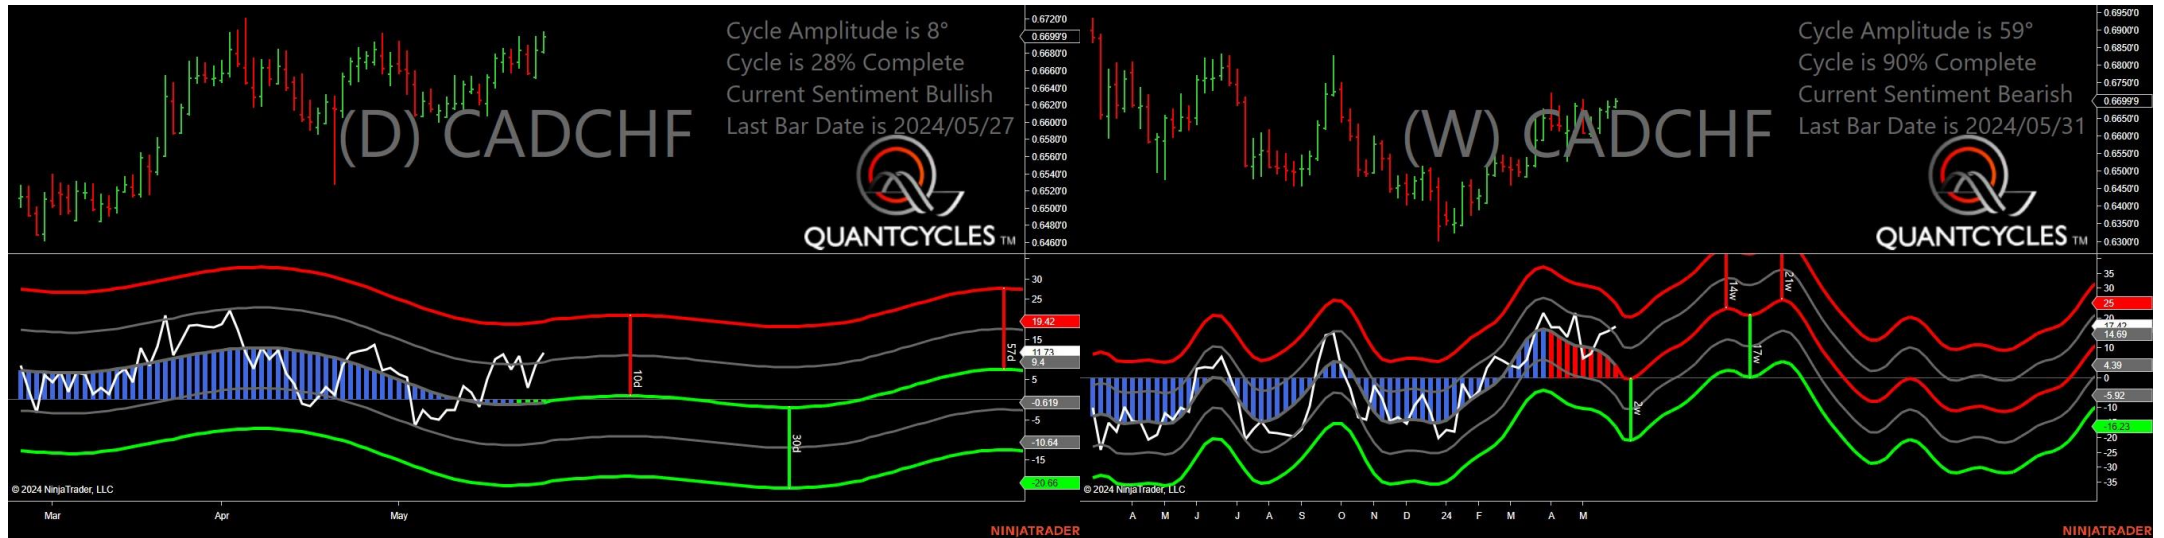 Cycle Amplitude is 8°
Cycle is 28% Complete
Current Sentiment Bullish
Last Bar Date is 2024/05/27
(D) CADCHF
QUANTCYCLES TM
0.6720'0
0.6699'9
0.6680'0
0.6660'0
0.6640'0
0.6620'0
0.6600'0
0.6580'0
0.6560'0
0.6540'0
0.6520'0
0.6500'0
0.6480'0
0.6460'0
30
25
19.42
15
11.73
9.4
5
-0.619
-5
-10.64
-15
-20.66
10d
30d
57d
© 2024 NinjaTrader, LLC
Mar Apr May
NINJATRADER
Cycle Amplitude is 59°
Cycle is 90% Complete
Current Sentiment Bearish
Last Bar Date is 2024/05/31
(W) CADCHF
QUANTCYCLES TM
0.6950'0
0.6900'0
0.6850'0
0.6800'0
0.6750'0
0.6699'9
0.6650'0
0.6600'0
0.6550'0
0.6500'0
0.6450'0
0.6400'0
0.6350'0
0.6300'0
35
30
25
20
17.42
14.69
10
4.39
0
-5.92
-10
-16.23
-20
-25
-30
-35
2w
14w
17w
21w
© 2024 NinjaTrader, LLC
A M J J A S O N D 24 F M A M
NINJATRADER